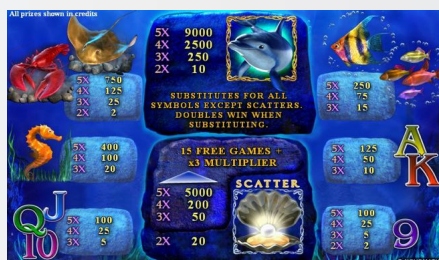 All prizes shown in credits
5X 9000
4X 2500
3X 250
2X 10
SUBSTITUTES FOR ALL
SYMBOLS EXCEPT SCATTERS.
DOUBLES WIN WHEN
SUBSTITUTING.
5X 750
4X 125
3X 25
2X 2
5X 250
4X 75
3X 15
5X 400
4X 100
3X 20
15 FREE GAMES +
x3 MULTIPLIER
5X 5000
4X 200
3X 50
2X 20
SCATTER
5X 125
4X 50
3X 10
A
K
Q
J
10
5X 100
4X 25
3X 5
5X 100
4X 25
3X 5
2X 2
9